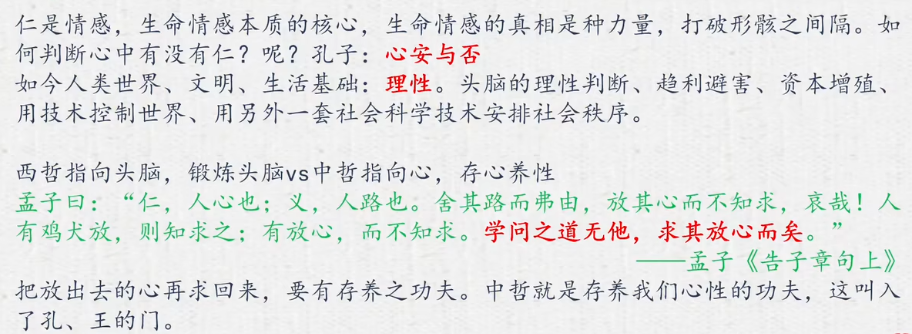 仁是情感，生命情感本质的核心，生命情感的真相是种力量，打破形骸之间隔。如
何判断心中有没有仁？呢？孔子：心安与否
如今人类世界、文明、生活基础：理性。头脑的理性判断、趋利避害、资本增殖、
用技术控制世界、用另外一套社会科学技术安排社会秩序。
西哲指向头脑，锻炼头脑vs中哲指向心，存心养性
孟子曰：“仁，人心也；义，人路也。舍其路而弗由，放其心而不知求，哀哉！人
有鸡犬放，则知求之；有放心，而不知求。学问之道无他，求其放心而矣。”
——孟子《告子章句上》
把放出去的心再求回来，要有存养之功夫。中哲就是存养我们心性的功夫，这叫入
了孔、王的门。